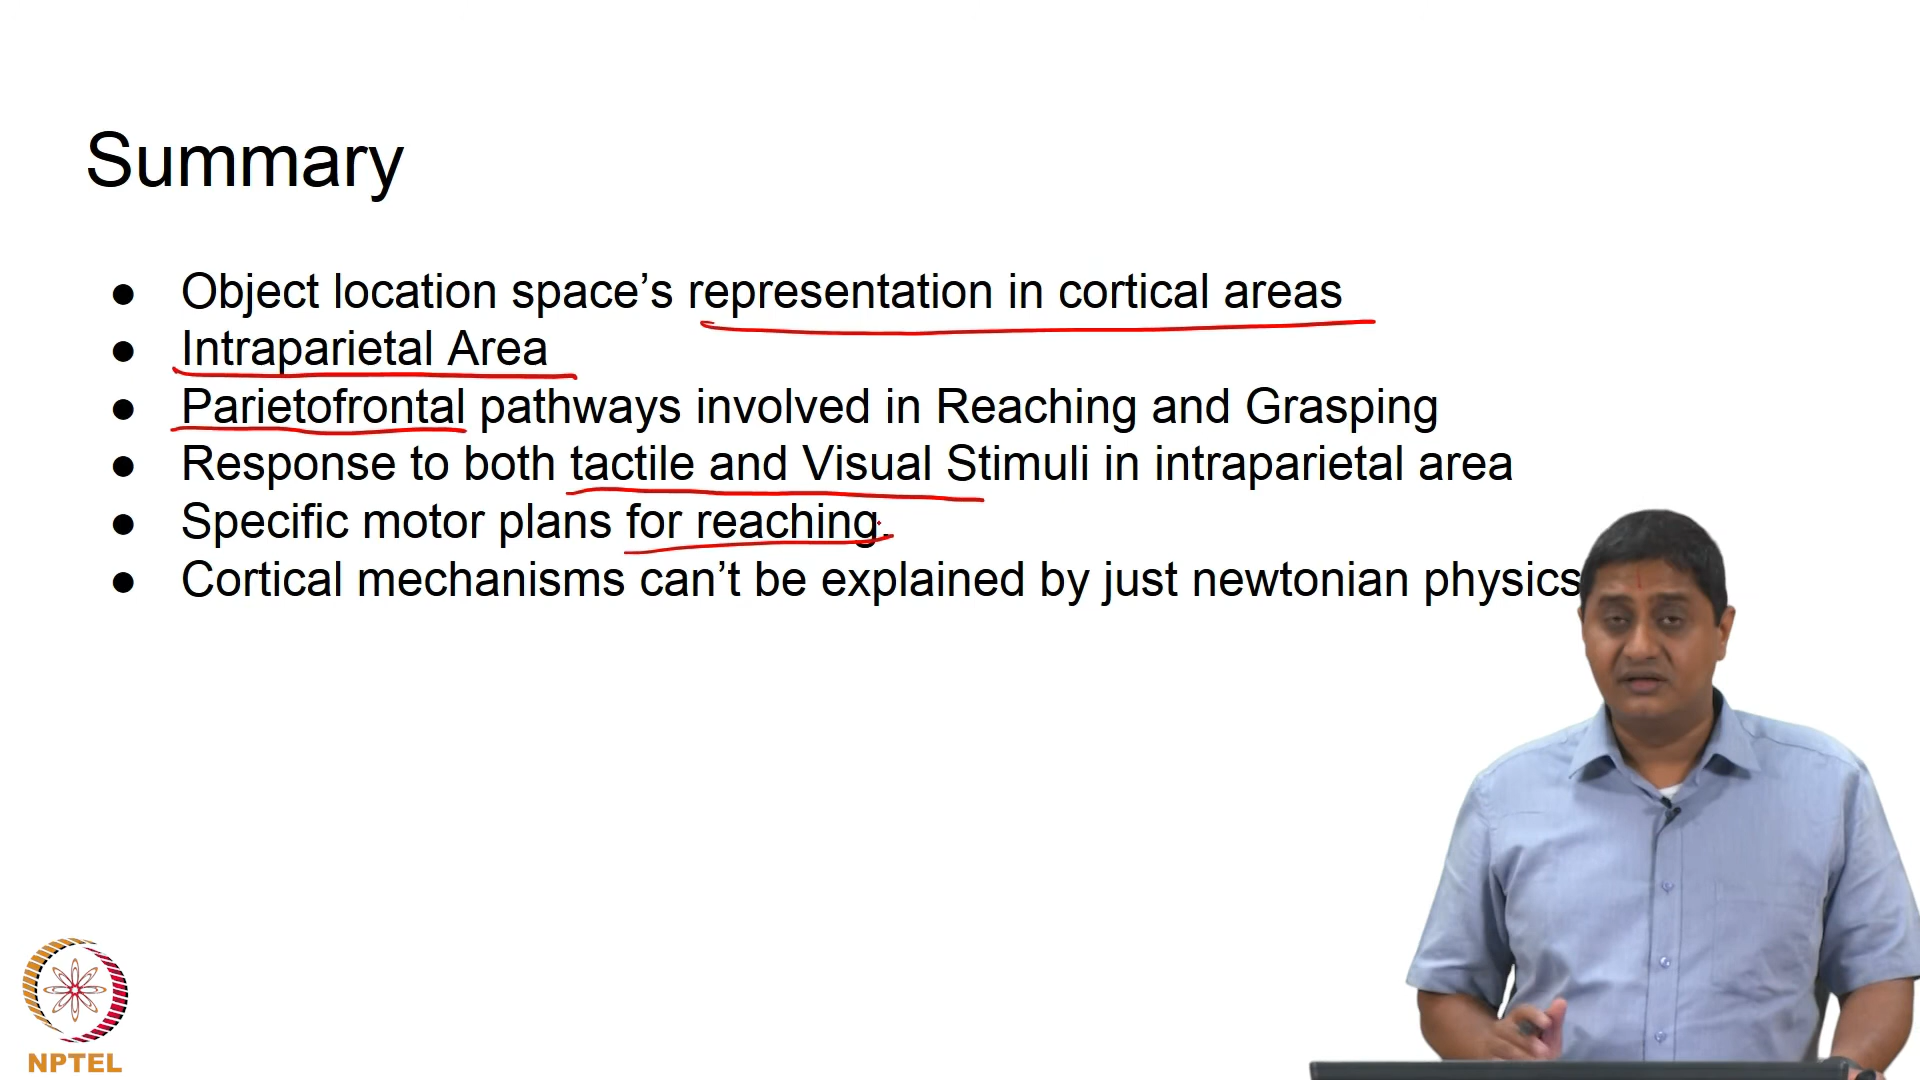 Summary
● Object location space’s representation in cortical areas
● Intraparietal Area
● Parietofrontal pathways involved in Reaching and Grasping
● Response to both tactile and Visual Stimuli in intraparietal area
● Specific motor plans for reaching.
● Cortical mechanisms can’t be explained by just newtonian physics
NPTEL